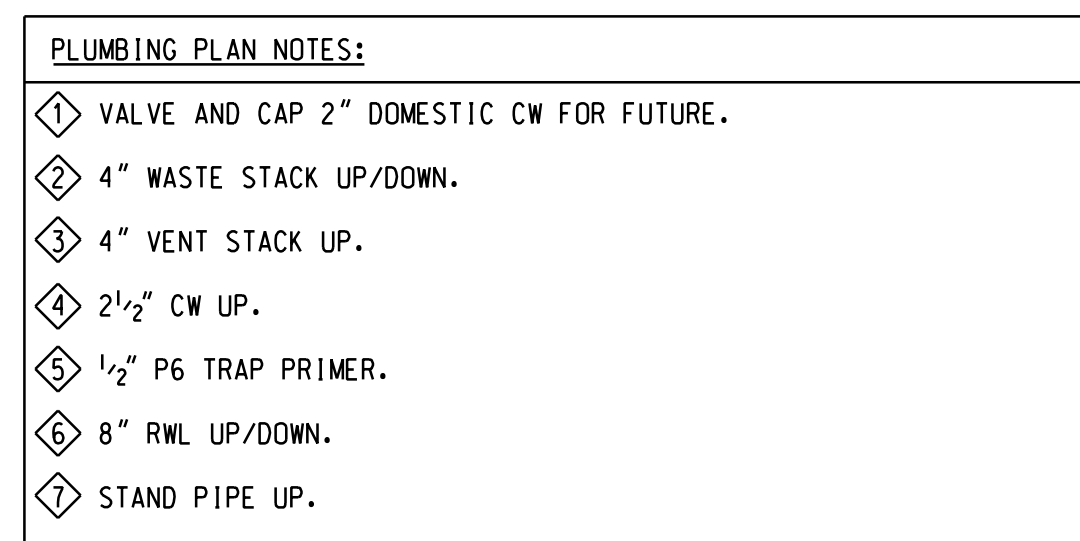 PLUMBING PLAN NOTES:
1 VALVE AND CAP 2" DOMESTIC CW FOR FUTURE.
2 4" WASTE STACK UP/DOWN.
3 4" VENT STACK UP.
4 2 1/2" CW UP.
5 1/2" P6 TRAP PRIMER.
6 8" RWL UP/DOWN.
7 STAND PIPE UP.